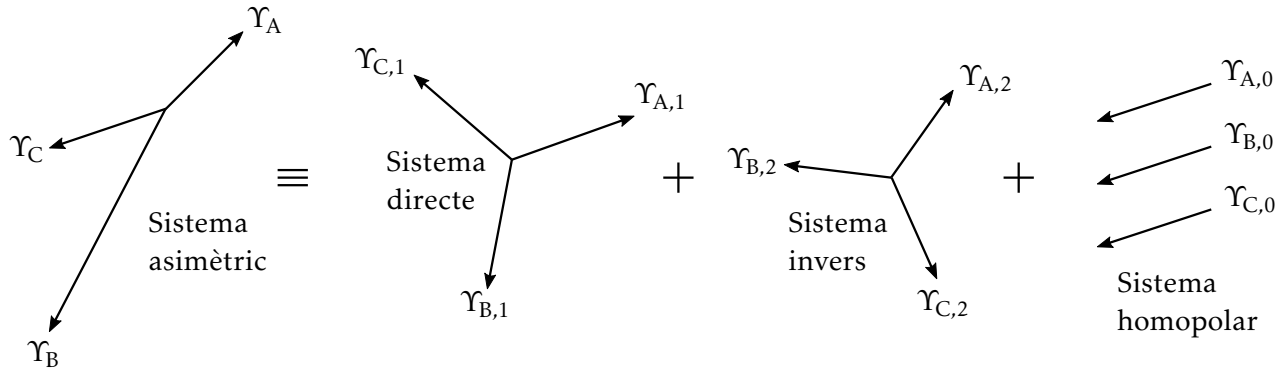 ϒA
ϒC
ϒB
Sistema
asimètric
≡
ϒC,1
ϒA,1
Sistema
directe
ϒB,1
+
ϒA,2
ϒB,2
Sistema
invers
ϒC,2
+
ϒA,0
ϒB,0
ϒC,0
Sistema
homopolar